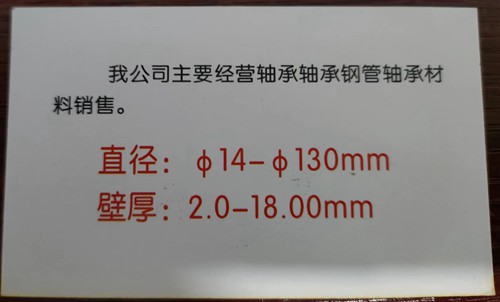 我公司主要经营轴承轴承钢管轴承材
料销售。
直径：φ14-φ130mm
壁厚：2.0-18.00mm